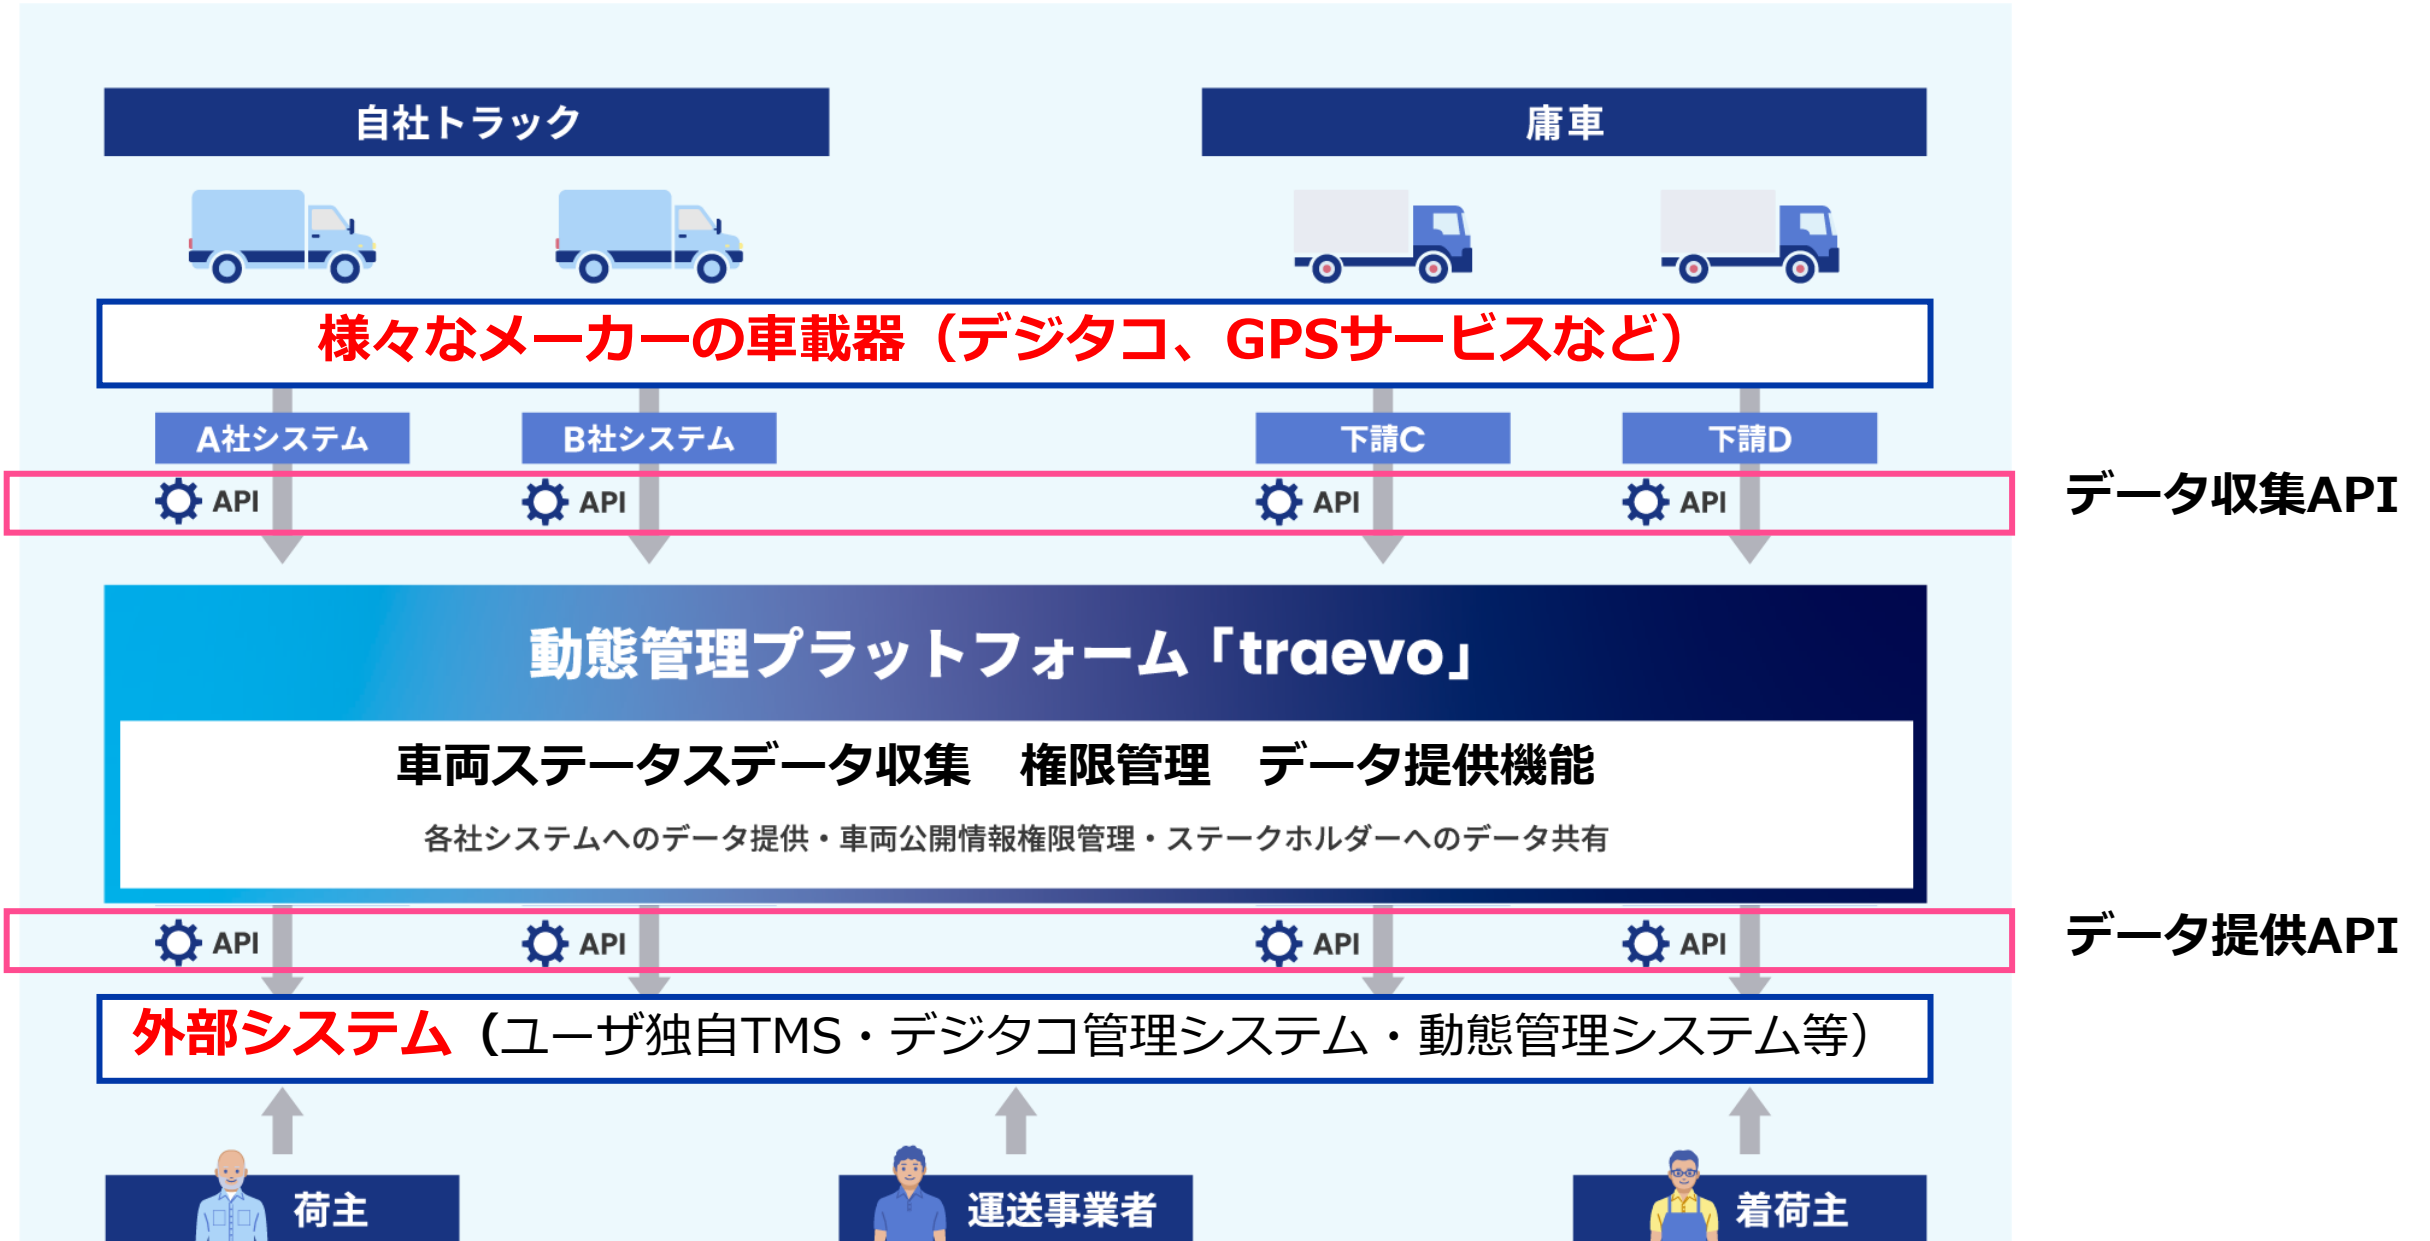 自社トラック
庸車
様々なメーカーの車載器（デジタコ、GPSサービスなど）
A社システム
B社システム
下請C
下請D
API
API
API
API
データ収集API
動態管理プラットフォーム「traevo」
車両ステータスデータ収集　権限管理　データ提供機能
各社システムへのデータ提供・車両公開情報権限管理・ステークホルダーへのデータ共有
API
API
API
API
データ提供API
外部システム（ユーザ独自TMS・デジタコ管理システム・動態管理システム等）
荷主
運送事業者
着荷主